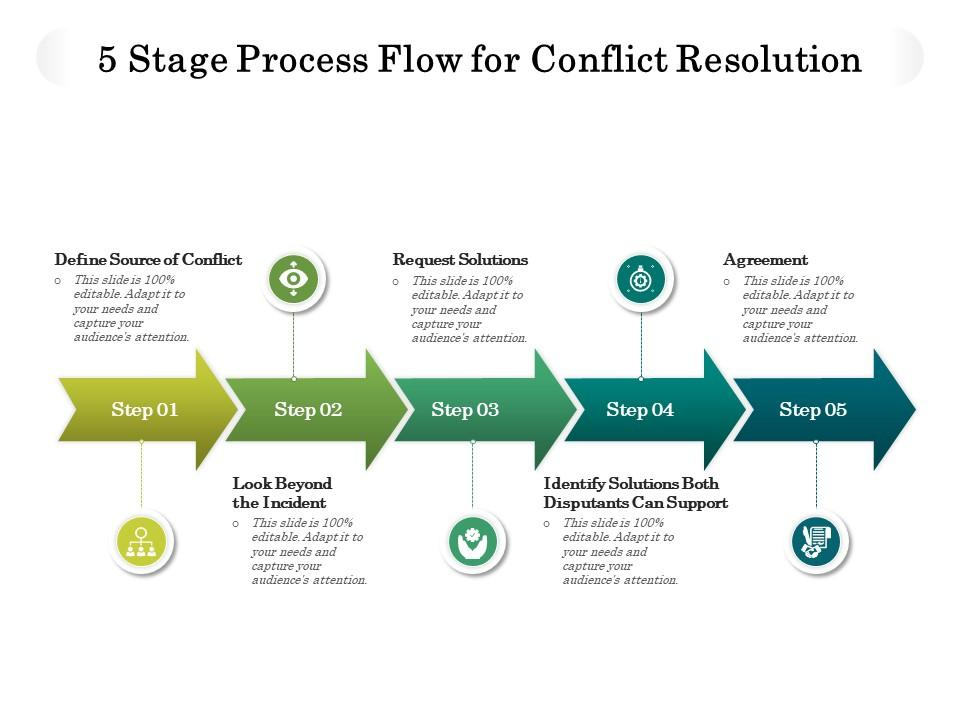 5 Stage Process Flow for Conflict Resolution
Define Source of Conflict
o This slide is 100%
editable. Adapt it to
your needs and
capture your
audience's attention.
Request Solutions
o This slide is 100%
editable. Adapt it to
your needs and
capture your
audience's attention.
Agreement
o This slide is 100%
editable. Adapt it to
your needs and
capture your
audience's attention.
Step 01
Step 02
Step 03
Step 04
Step 05
Look Beyond
the Incident
o This slide is 100%
editable. Adapt it to
your needs and
capture your
audience's attention.
Identify Solutions Both
Disputants Can Support
o This slide is 100%
editable. Adapt it to
your needs and
capture your
audience's attention.